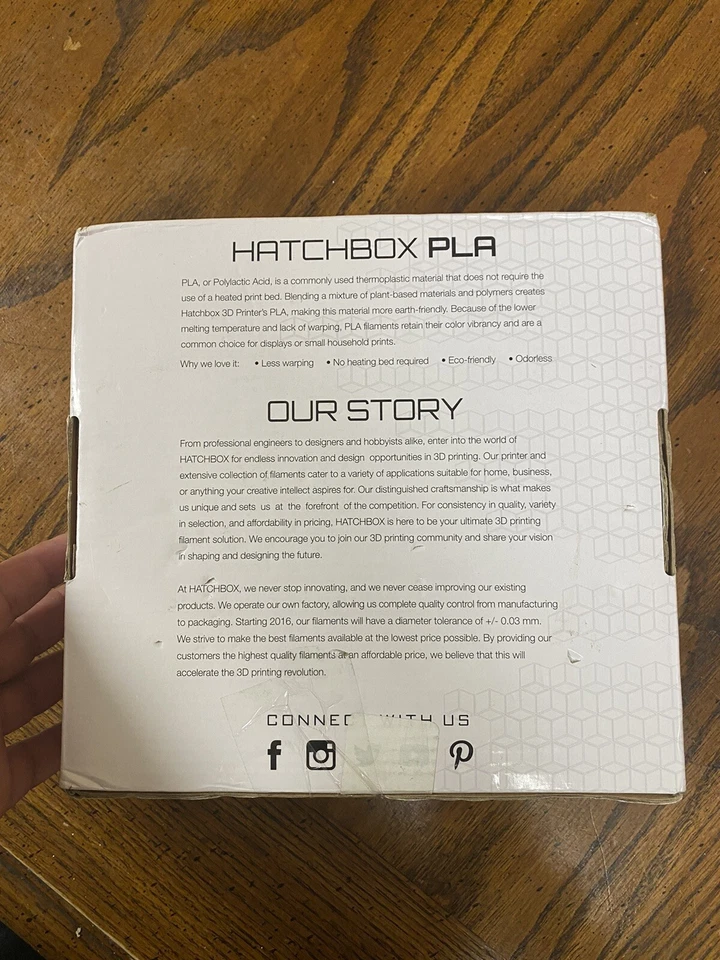 HATCHBOX PLA
PLA, or Polylactic Acid, is a commonly used thermoplastic material that does not require the
use of a heated print bed. Blending a mixture of plant-based materials and polymers creates
Hatchbox 3D Printer's PLA, making this material more earth-friendly. Because of the lower
melting temperature and lack of warping, PLA filaments retain their color vibrancy and are a
common choice for displays or small household prints.
Why we love it: • Less warping • No heating bed required • Eco-friendly • Odorless
OUR STORY
From professional engineers to designers and hobbyists alike, enter into the world of
HATCHBOX for endless innovation and design opportunities in 3D printing. Our printer and
extensive collection of filaments cater to a variety of applications suitable for home, business,
or anything your creative intellect aspires for. Our distinguished craftsmanship is what makes
us unique and sets us at the forefront of the competition. For consistency in quality, variety
in selection, and affordability in pricing, HATCHBOX is here to be your ultimate 3D printing
filament solution. We encourage you to join our 3D printing community and share your vision
in shaping and designing the future.
At HATCHBOX, we never stop innovating, and we never cease improving our existing
products. We operate our own factory, allowing us complete quality control from manufacturing
to packaging. Starting 2016, our filaments will have a diameter tolerance of +/- 0.03 mm.
We strive to make the best filaments available at the lowest price possible. By providing our
customers the highest quality filaments at an affordable price, we believe that this will
accelerate the 3D printing revolution.
CONNECT WITH US